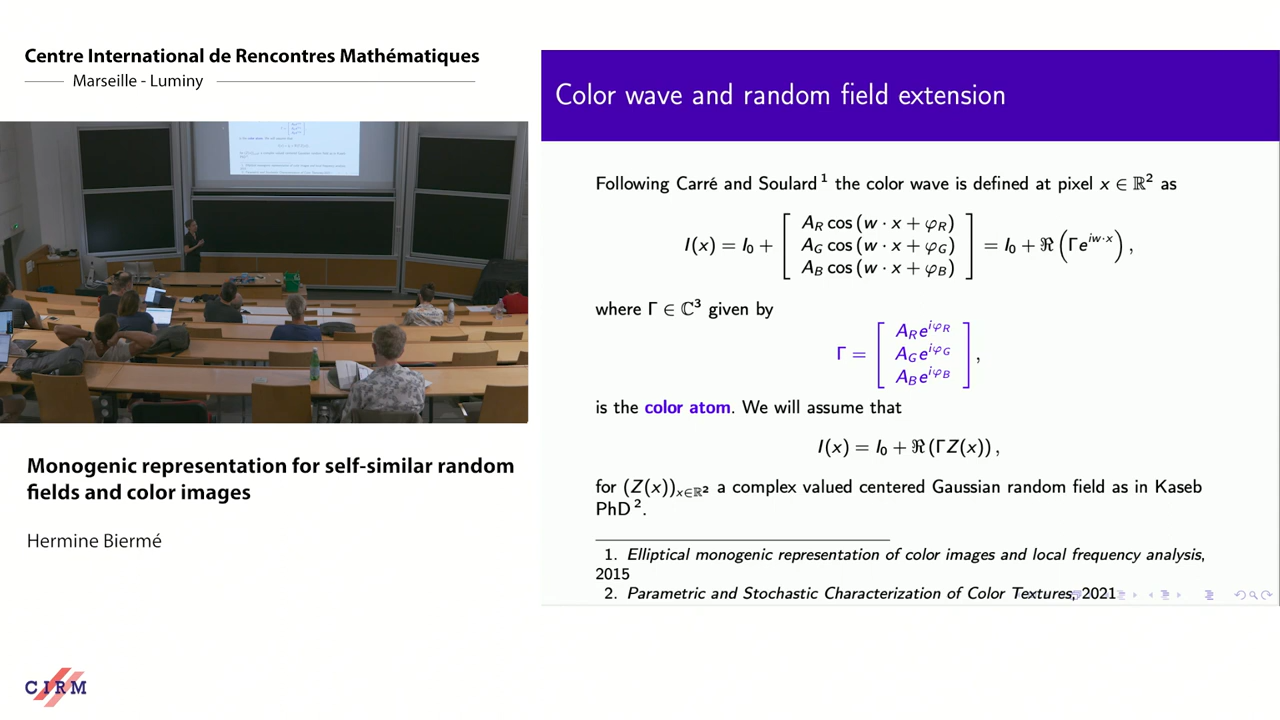 Centre International de Rencontres Mathématiques
Marseille - Luminy
Monogenic representation for self-similar random
fields and color images
Hermine Biermé
CIRM
Color wave and random field extension
Following Carré and Soulard 1 the color wave is defined at pixel x ∈ ℝ² as
I(x) = I₀ + [ A_R cos (w · x + φ_R) A_G cos (w · x + φ_G) A_B cos (w · x + φ_B) ] = I₀ + ℜ (Γe^{iw·x}) ,
where Γ ∈ ℂ³ given by
Γ = [ A_R e^{iφ_R} A_G e^{iφ_G} A_B e^{iφ_B} ] ,
is the color atom. We will assume that
I(x) = I₀ + ℜ (ΓZ(x)) ,
for (Z(x))_{x∈ℝ²} a complex valued centered Gaussian random field as in Kaseb
PhD 2.
1. Elliptical monogenic representation of color images and local frequency analysis,
2015
2. Parametric and Stochastic Characterization of Color Textures, 2021